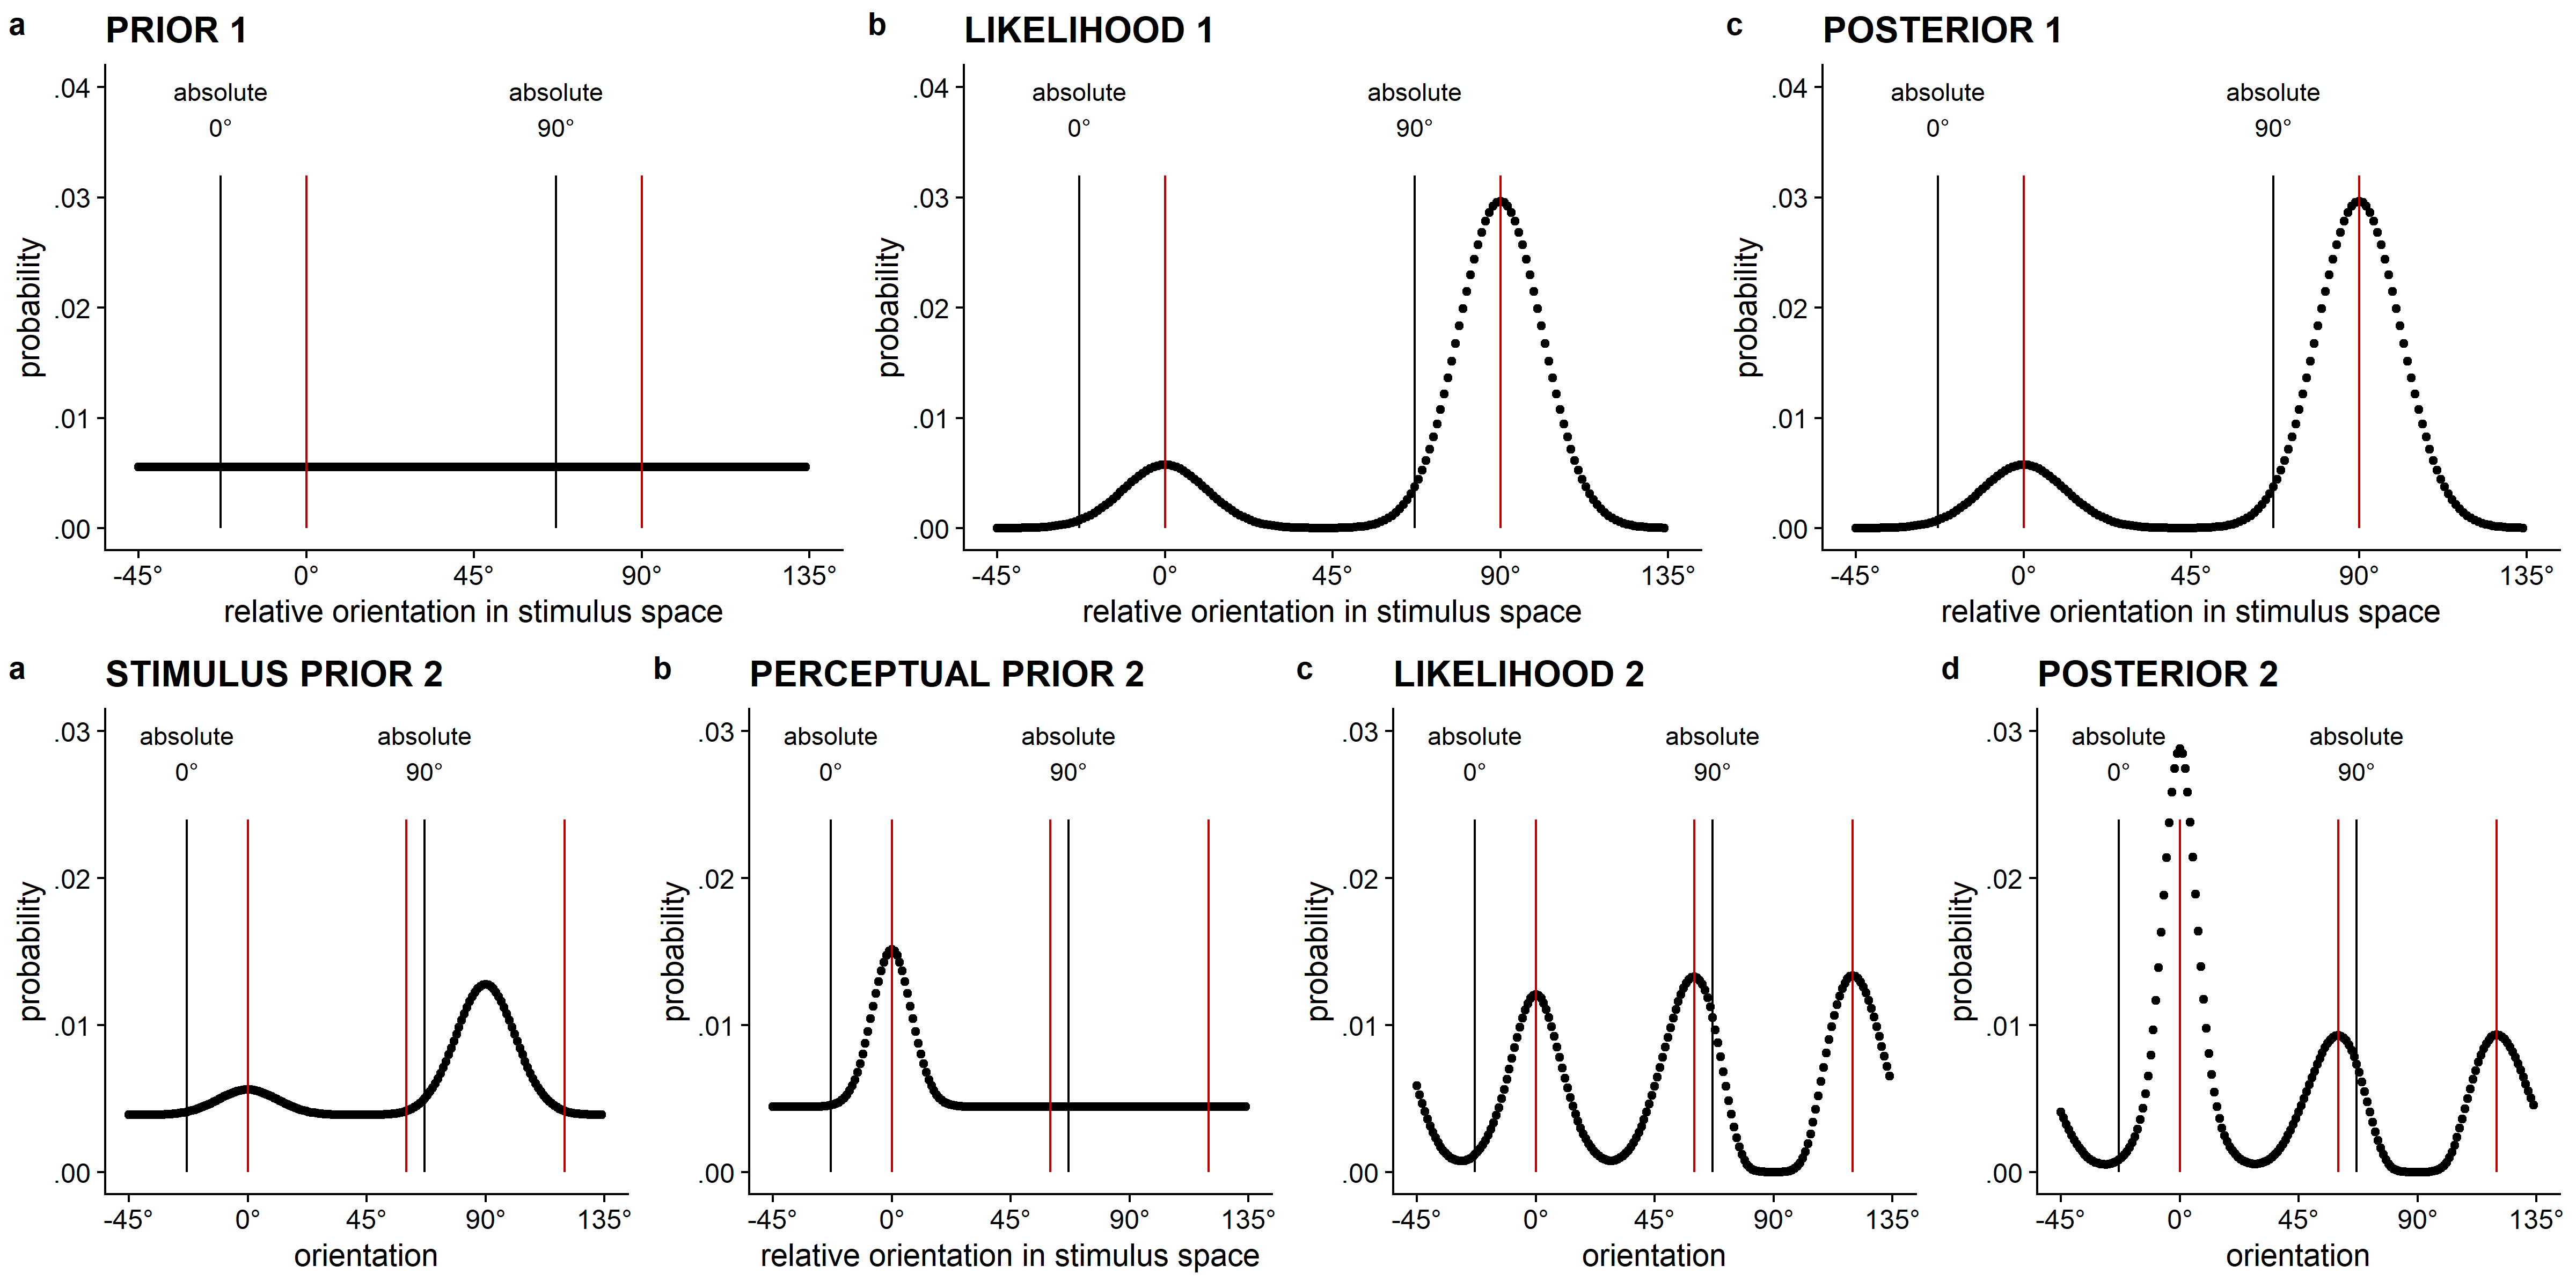 a PRIOR 1
absolute absolute
0° 90°
.04
.03
.02
.01
.00
probability
-45° 0° 45° 90° 135°
relative orientation in stimulus space
b LIKELIHOOD 1
absolute absolute
0° 90°
.04
.03
.02
.01
.00
probability
-45° 0° 45° 90° 135°
relative orientation in stimulus space
c POSTERIOR 1
absolute absolute
0° 90°
.04
.03
.02
.01
.00
probability
-45° 0° 45° 90° 135°
relative orientation in stimulus space
a STIMULUS PRIOR 2
absolute absolute
0° 90°
.03
.02
.01
.00
probability
-45° 0° 45° 90° 135°
orientation
b PERCEPTUAL PRIOR 2
absolute absolute
0° 90°
.03
.02
.01
.00
probability
-45° 0° 45° 90° 135°
relative orientation in stimulus space
c LIKELIHOOD 2
absolute absolute
0° 90°
.03
.02
.01
.00
probability
-45° 0° 45° 90° 135°
orientation
d POSTERIOR 2
absolute absolute
0° 90°
.03
.02
.01
.00
probability
-45° 0° 45° 90° 135°
orientation